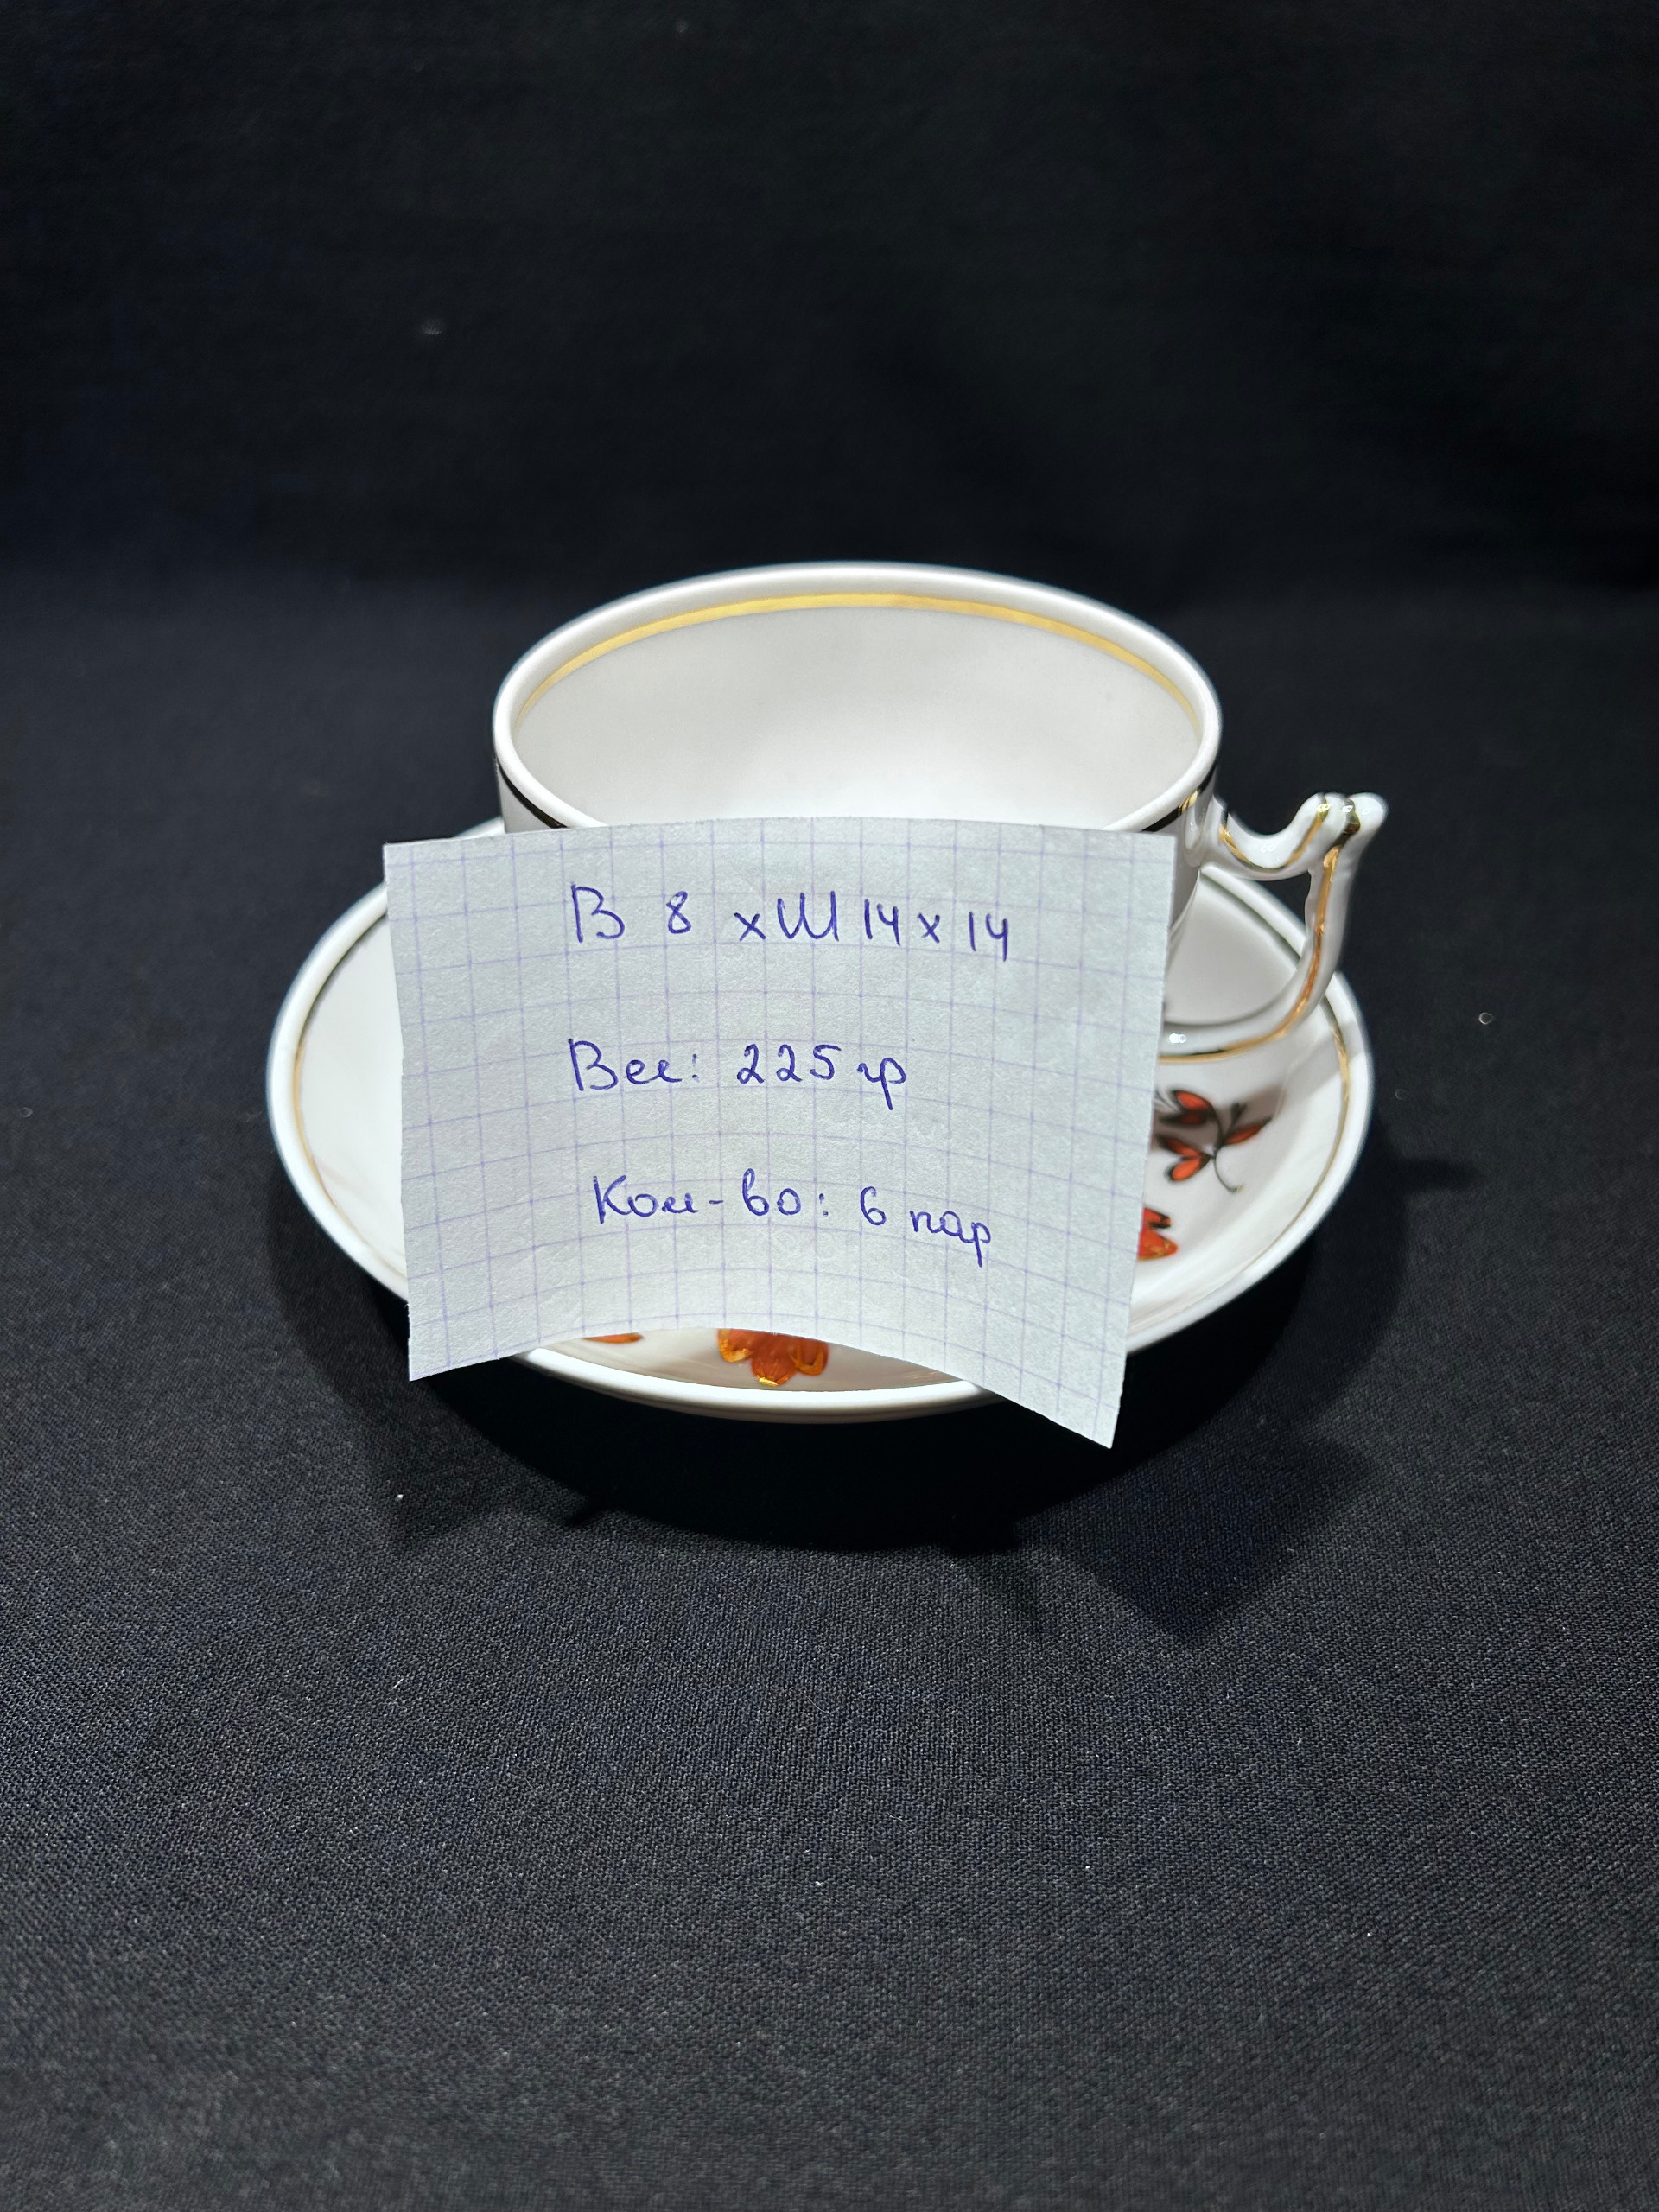 В 8 х Ш 14 х 14
Вес: 225 гр
Кол-во: 6 пар